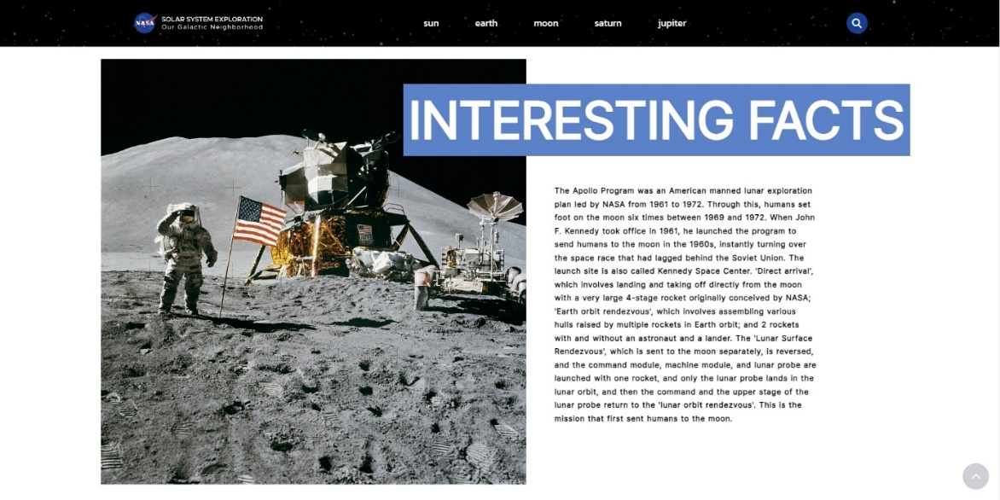 NASA
SOLAR SYSTEM EXPLORATION
Our Galactic Neighborhood
sun earth moon saturn jupiter
INTERESTING FACTS
The Apollo Program was an American manned lunar exploration
plan led by NASA from 1961 to 1972. Through this, humans set
foot on the moon six times between 1969 and 1972. When John
F. Kennedy took office in 1961, he launched the program to
send humans to the moon in the 1960s, instantly turning over
the space race that had lagged behind the Soviet Union. The
launch site is also called Kennedy Space Center. 'Direct arrival',
which involves landing and taking off directly from the moon
with a very large 4-stage rocket originally conceived by NASA;
'Earth orbit rendezvous', which involves assembling various
hulls raised by multiple rockets in Earth orbit; and 2 rockets
with and without an astronaut and a lander. The 'Lunar Surface
Rendezvous', which is sent to the moon separately, is reversed,
and the command module, machine module, and lunar probe are
launched with one rocket, and only the lunar probe lands in the
lunar orbit, and then the command and the upper stage of the
lunar probe return to the 'lunar orbit rendezvous'. This is the
mission that first sent humans to the moon.